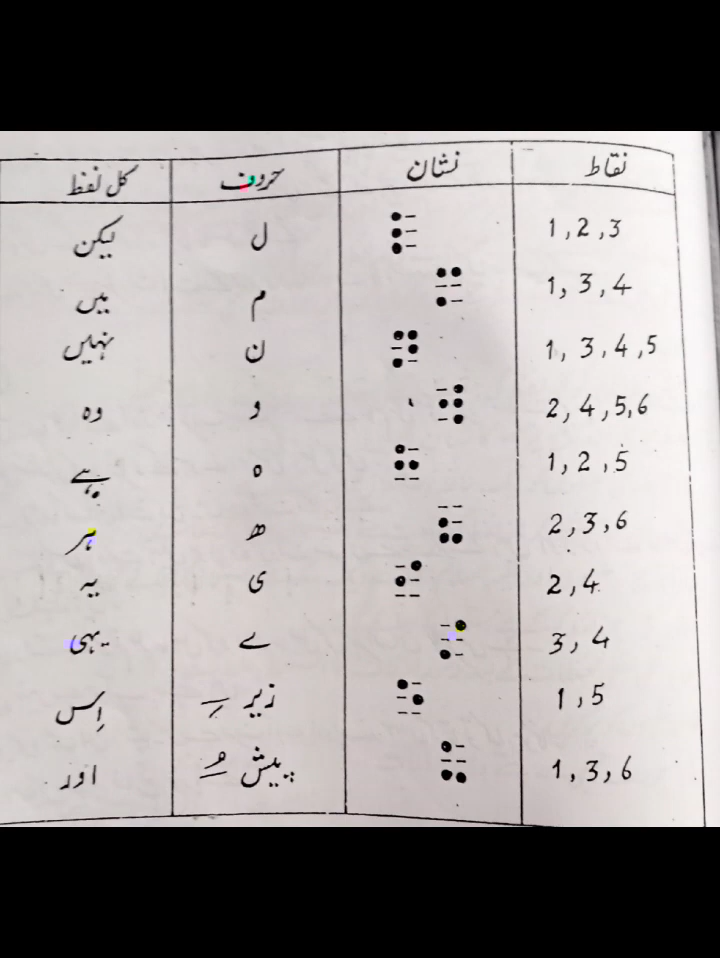 نقاط نشان حروف کل لفظ
1,2,3 ⠇ ل لیکن
1,3,4 ⠍ م میں
1,3,4,5 ⠝ ن نہیں
2,4,5,6 ⠺ و وہ
1,2,5 ⠓ ہ ہے
2,3,6 ⠦ ھ ہر
2,4 ⠊ ی یہ
3,4 ⠌ ے یہی
1,5 ⠑ زیر ◌ِ اِس
1,3,6 ⠥ پیش ◌ُ اور